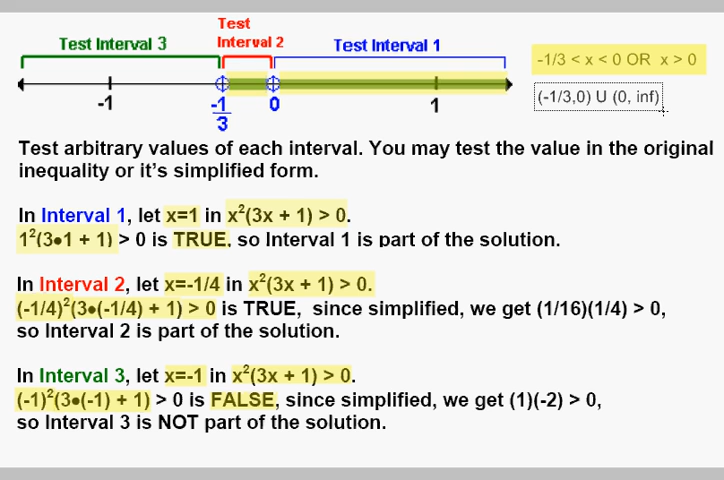 Test
Test Interval 3
Interval 2
Test Interval 1
-1/3 < x < 0 OR x > 0
(-1/3,0) U (0, inf)
-1
-1
3
0
1
Test arbitrary values of each interval. You may test the value in the original
inequality or it's simplified form.
In Interval 1, let x=1 in x²(3x + 1) > 0.
1²(3•1 + 1) > 0 is TRUE, so Interval 1 is part of the solution.
In Interval 2, let x=-1/4 in x²(3x + 1) > 0.
(-1/4)²(3•(-1/4) + 1) > 0 is TRUE, since simplified, we get (1/16)(1/4) > 0,
so Interval 2 is part of the solution.
In Interval 3, let x=-1 in x²(3x + 1) > 0.
(-1)²(3•(-1) + 1) > 0 is FALSE, since simplified, we get (1)(-2) > 0,
so Interval 3 is NOT part of the solution.